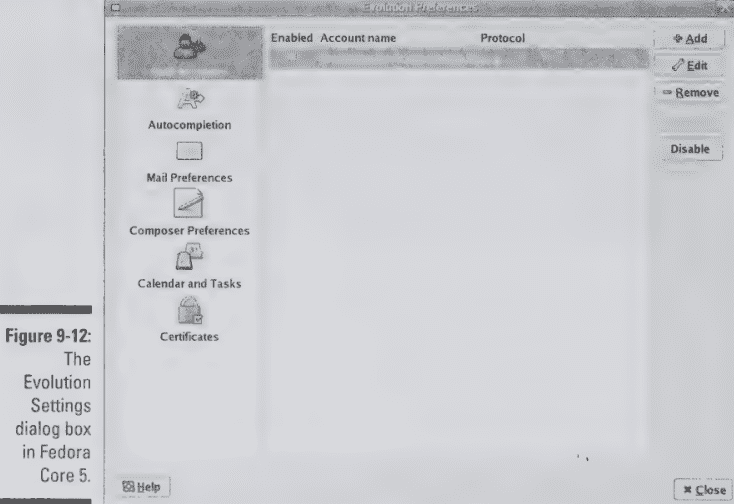 Evolution Preferences
Enabled Account name Protocol
Add
Edit
Remove
Disable
Autocompletion
Mail Preferences
Composer Preferences
Calendar and Tasks
Certificates
Help
Close
Figure 9-12:
The
Evolution
Settings
dialog box
in Fedora
Core 5.